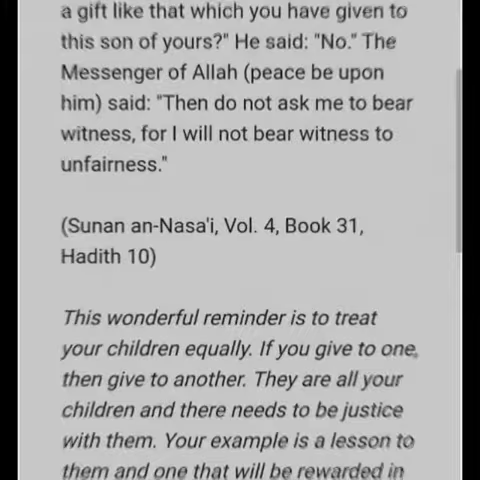 a gift like that which you have given to
this son of yours?" He said: "No." The
Messenger of Allah (peace be upon
him) said: "Then do not ask me to bear
witness, for I will not bear witness to
unfairness."
(Sunan an-Nasa'i, Vol. 4, Book 31,
Hadith 10)
This wonderful reminder is to treat
your children equally. If you give to one,
then give to another. They are all your
children and there needs to be justice
with them. Your example is a lesson to
them and one that will be rewarded in